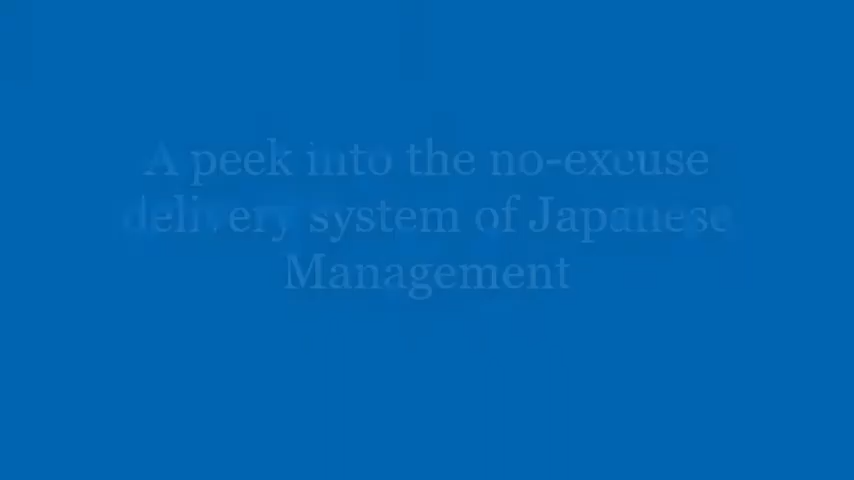 A peek into the no-excuse
delivery system of Japanese
Management